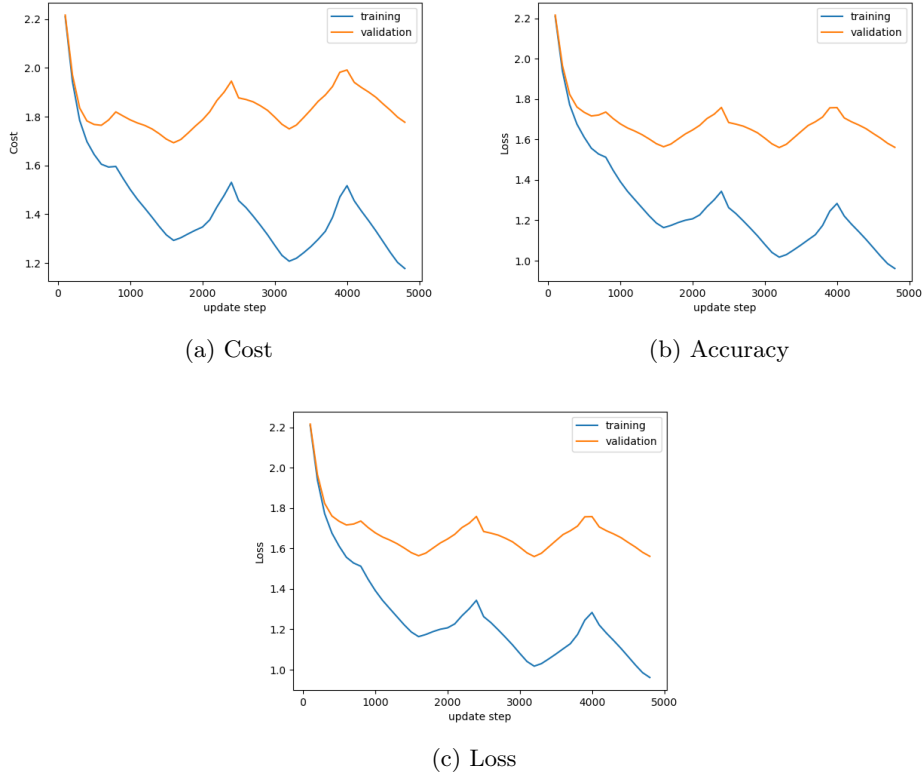 training
validation
2.2
2.0
1.8
1.6
1.4
1.2
Cost
0 1000 2000 3000 4000 5000
update step
(a) Cost
training
validation
2.2
2.0
1.8
1.6
1.4
1.2
1.0
Loss
0 1000 2000 3000 4000 5000
update step
(b) Accuracy
training
validation
2.2
2.0
1.8
1.6
1.4
1.2
1.0
Loss
0 1000 2000 3000 4000 5000
update step
(c) Loss